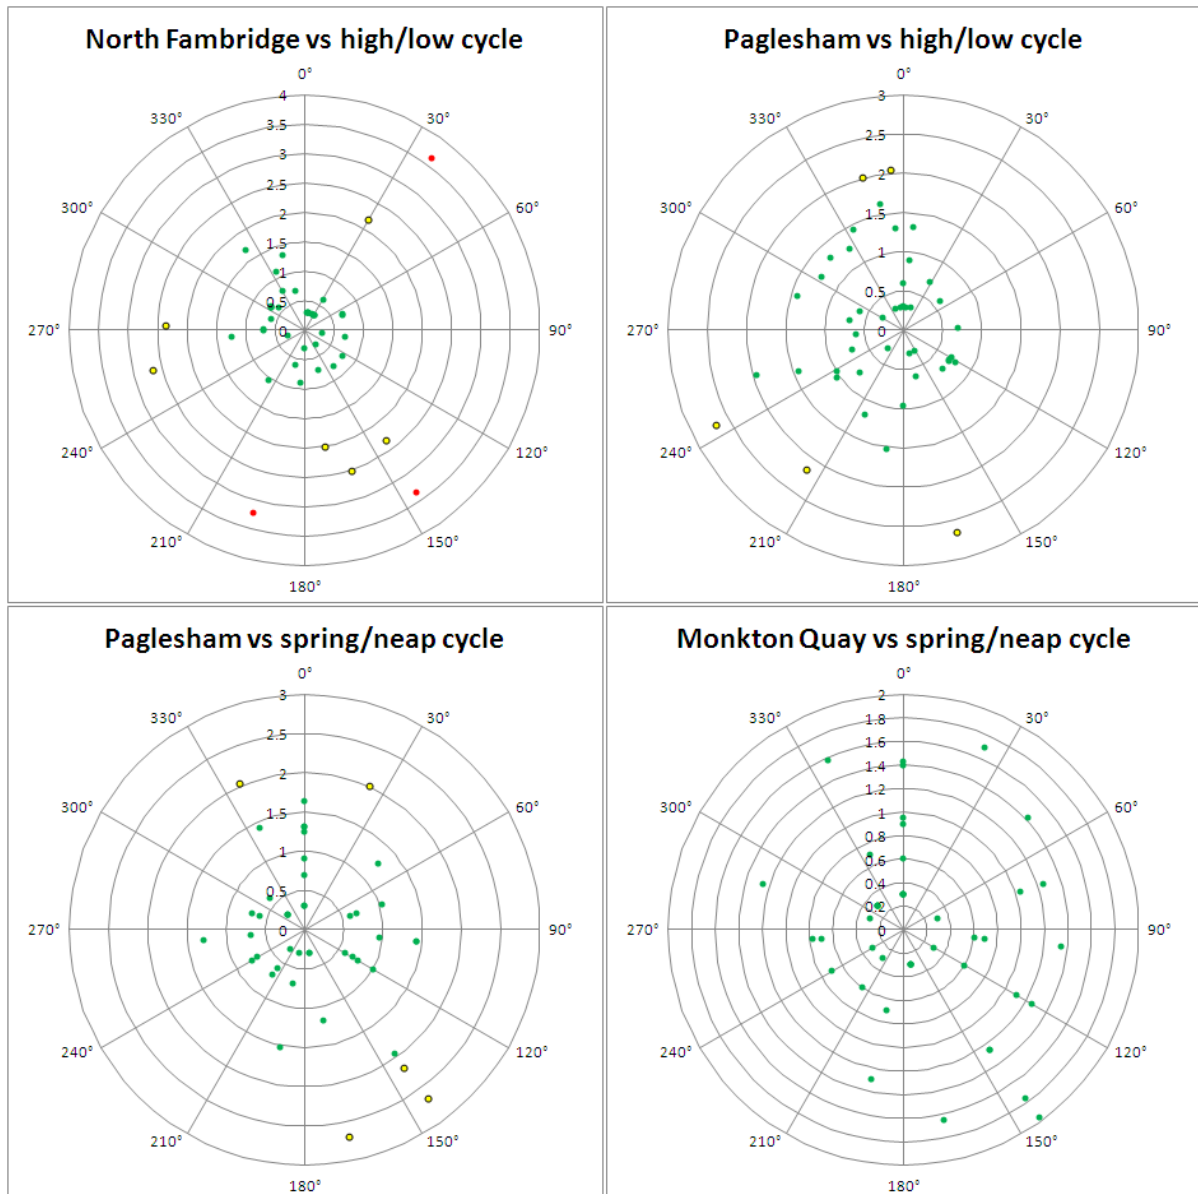 North Fambridge vs high/low cycle
0°
330° 4 30°
3.5
3
2.5
300° 2 60°
1.5
1
0.5
270° 0 90°
240° 120°
210° 150°
180°
Paglesham vs high/low cycle
0°
330° 3 30°
2.5
300° 2 60°
1.5
1
0.5
270° 0 90°
240° 120°
210° 150°
180°
Paglesham vs spring/neap cycle
0°
330° 3 30°
2.5
300° 2 60°
1.5
1
0.5
270° 0 90°
240° 120°
210° 150°
180°
Monkton Quay vs spring/neap cycle
0°
330° 2 30°
1.8
1.6
1.4
300° 1.2 60°
1
0.8
0.6
0.4
0.2
270° 0 90°
240° 120°
210° 150°
180°